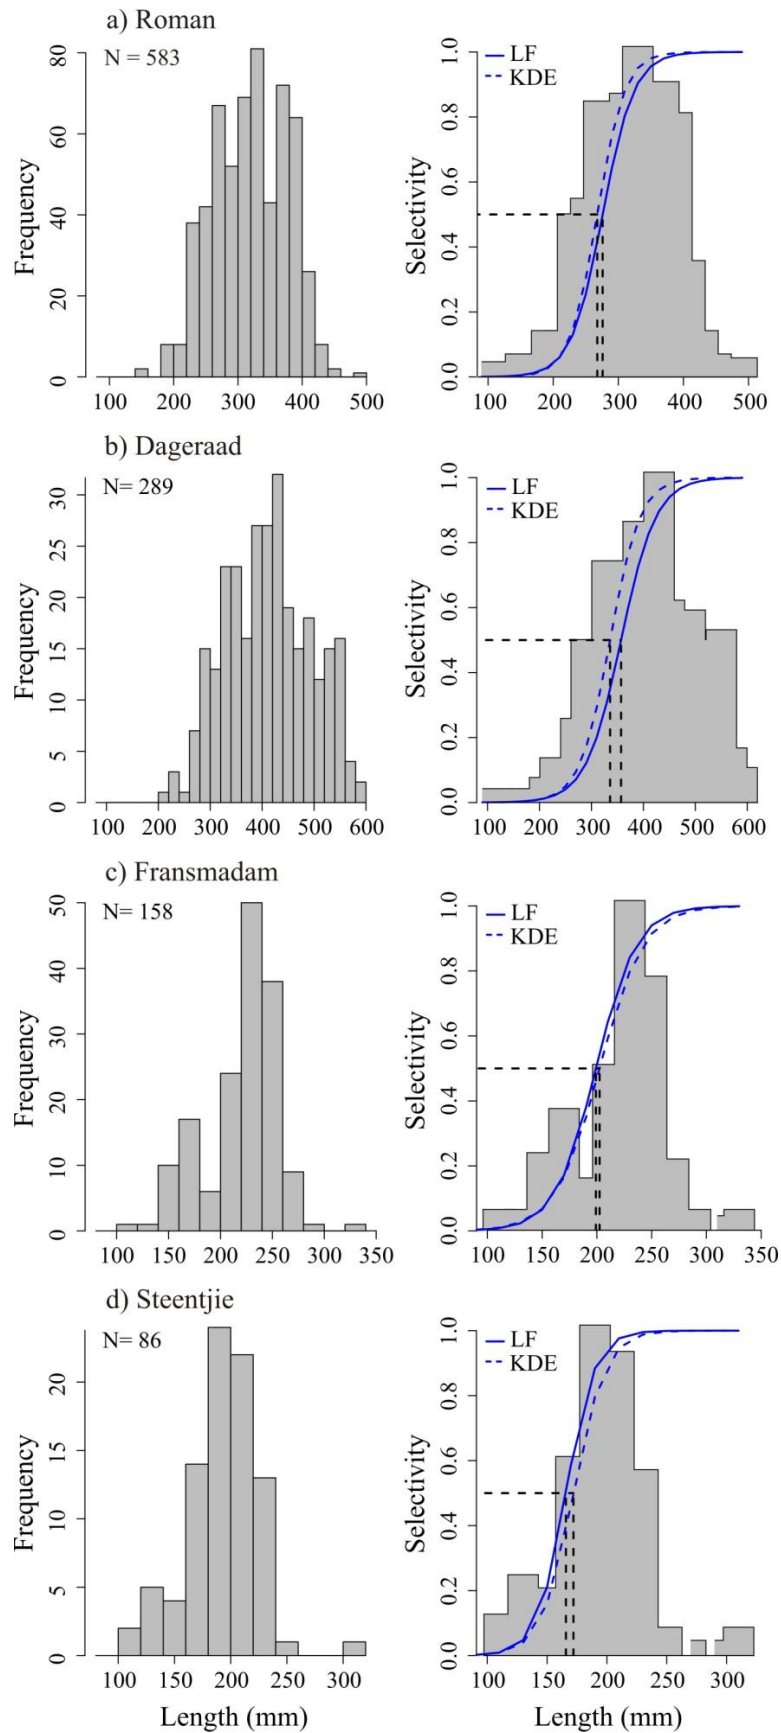 a) Roman
N = 583
Frequency
0 20 40 60 80
100 200 300 400 500
LF
KDE
Selectivity
0.0 0.2 0.4 0.6 0.8 1.0
100 200 300 400 500
b) Dageraad
N= 289
Frequency
0 5 10 15 20 25 30
100 200 300 400 500 600
LF
KDE
Selectivity
0.0 0.2 0.4 0.6 0.8 1.0
100 200 300 400 500 600
c) Fransmadam
N= 158
Frequency
0 10 20 30 40 50
100 150 200 250 300 350
LF
KDE
Selectivity
0.0 0.2 0.4 0.6 0.8 1.0
100 150 200 250 300 350
d) Steentjie
N= 86
Frequency
0 5 10 15 20
100 150 200 250 300
Length (mm)
LF
KDE
Selectivity
0.0 0.2 0.4 0.6 0.8 1.0
100 150 200 250 300
Length (mm)